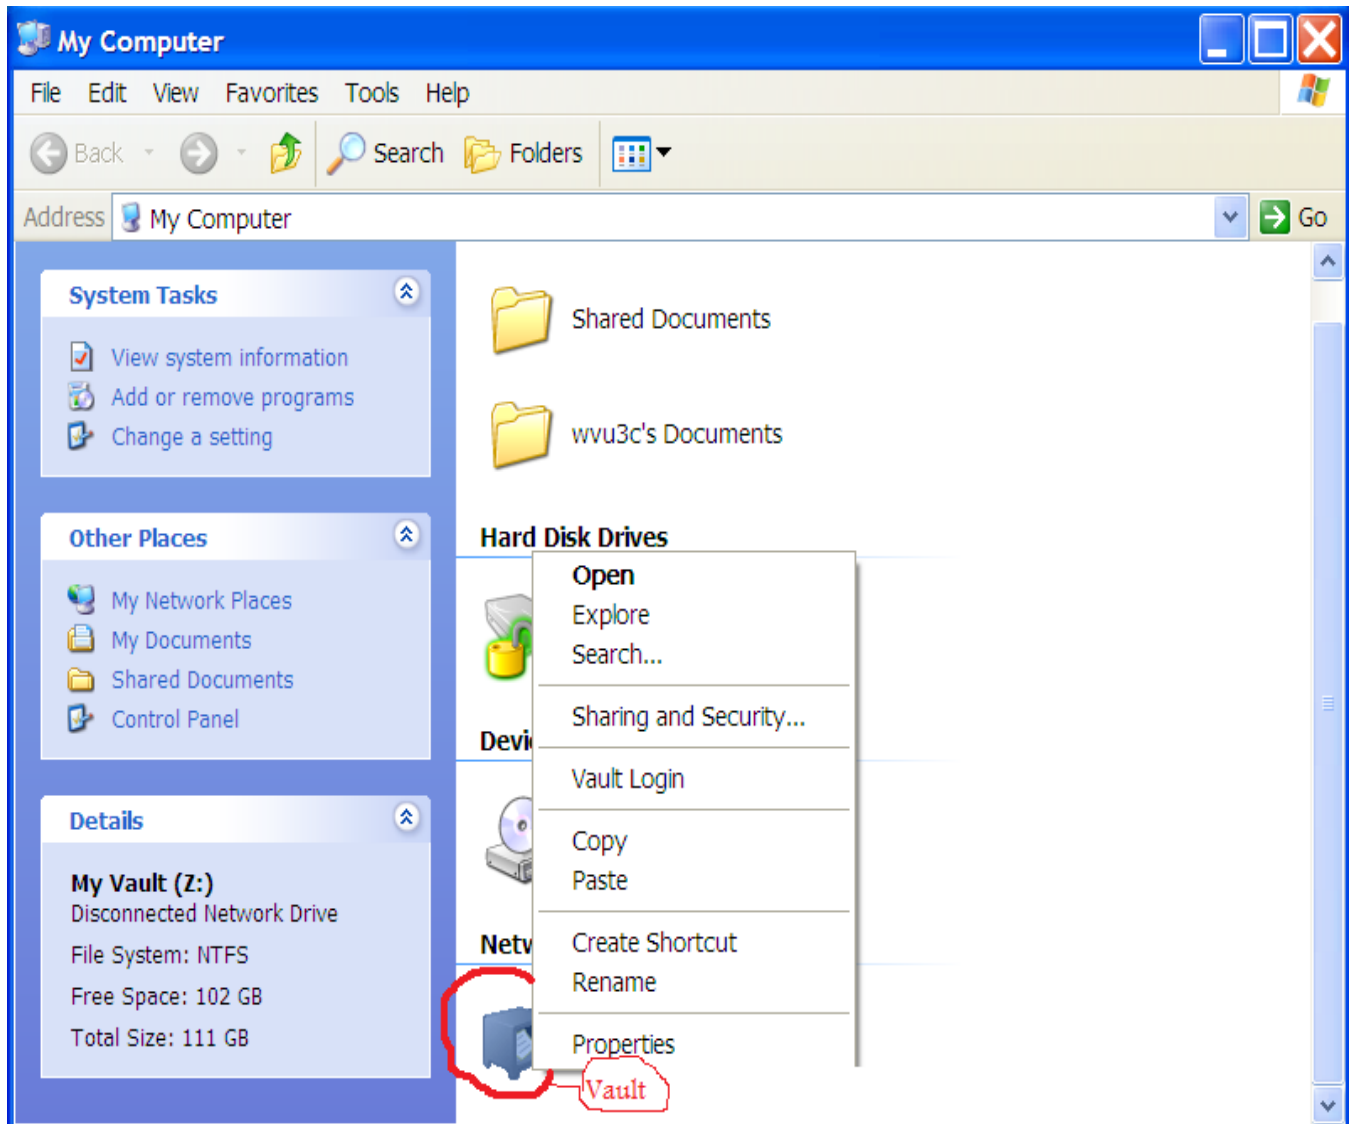 My Computer
File Edit View Favorites Tools Help
Back Search Folders
Address My Computer Go
System Tasks
View system information
Add or remove programs
Change a setting
Other Places
My Network Places
My Documents
Shared Documents
Control Panel
Details
My Vault (Z:)
Disconnected Network Drive
File System: NTFS
Free Space: 102 GB
Total Size: 111 GB
Shared Documents
wvu3c's Documents
Hard Disk Drives
Devi
Netw
Open
Explore
Search...
Sharing and Security...
Vault Login
Copy
Paste
Create Shortcut
Rename
Properties
Vault